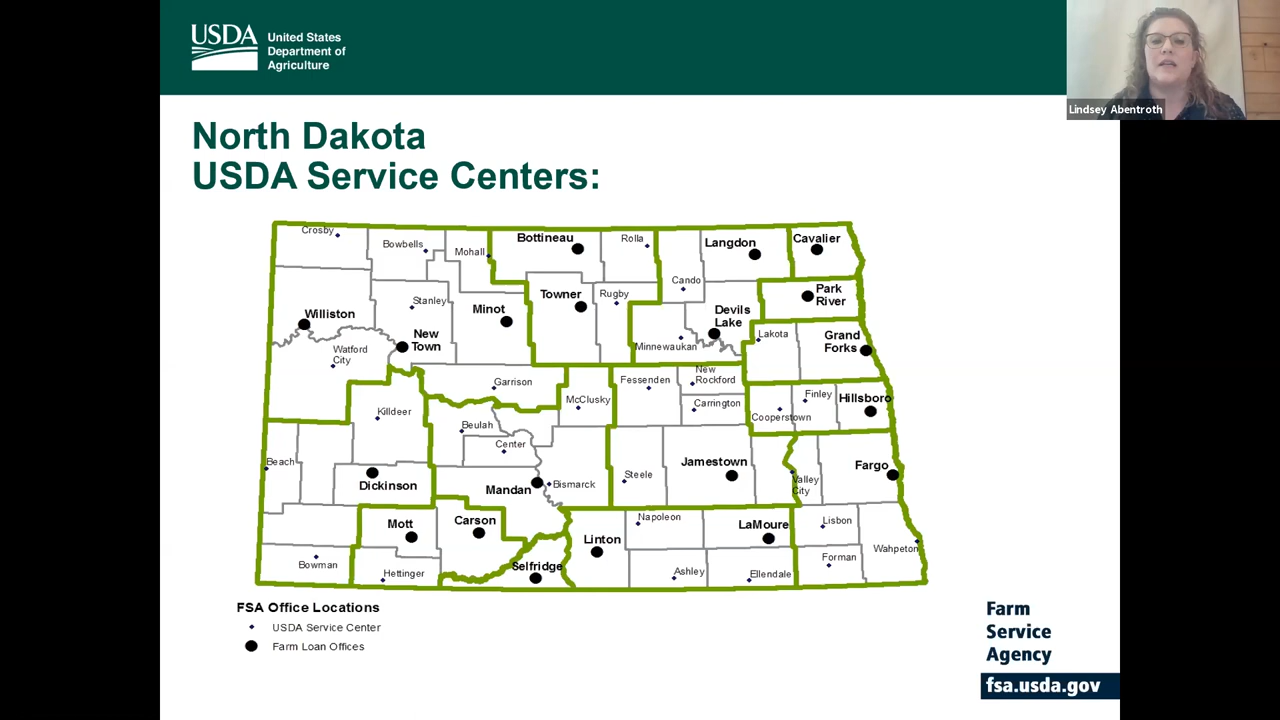 USDA
United States
Department of
Agriculture
Lindsey Abentroth
North Dakota
USDA Service Centers:
Crosby
Bowbells
Mohall
Bottineau
Rolla
Langdon
Cavalier
Cando
Park
River
Stanley
Minot
Towner
Rugby
Williston
Devils
Lake
New
Town
Minnewaukan
Lakota
Grand
Forks
Watford
City
Garrison
Fessenden
New
Rockford
McClusky
Carrington
Finley
Hillsboro
Killdeer
Cooperstown
Beulah
Center
Beach
Dickinson
Mandan
Bismarck
Steele
Jamestown
Valley
City
Fargo
Mott
Carson
Linton
Napoleon
LaMoure
Lisbon
Wahpeton
Bowman
Hettinger
Selfridge
Ashley
Ellendale
Forman
FSA Office Locations
USDA Service Center
Farm Loan Offices
Farm
Service
Agency
fsa.usda.gov